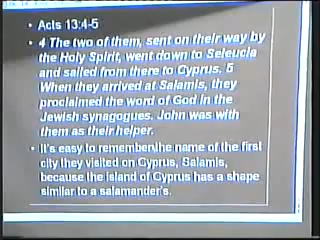 Acts 13:4-5
4 The two of them, sent on their way by
the Holy Spirit, went down to Seleucia
and sailed from there to Cyprus. 5
When they arrived at Salamis, they
proclaimed the word of God in the
Jewish synagogues. John was with
them as their helper.
It's easy to remember the name of the first
city they visited on Cyprus, Salamis,
because the island of Cyprus has a shape
similar to a salamander's.